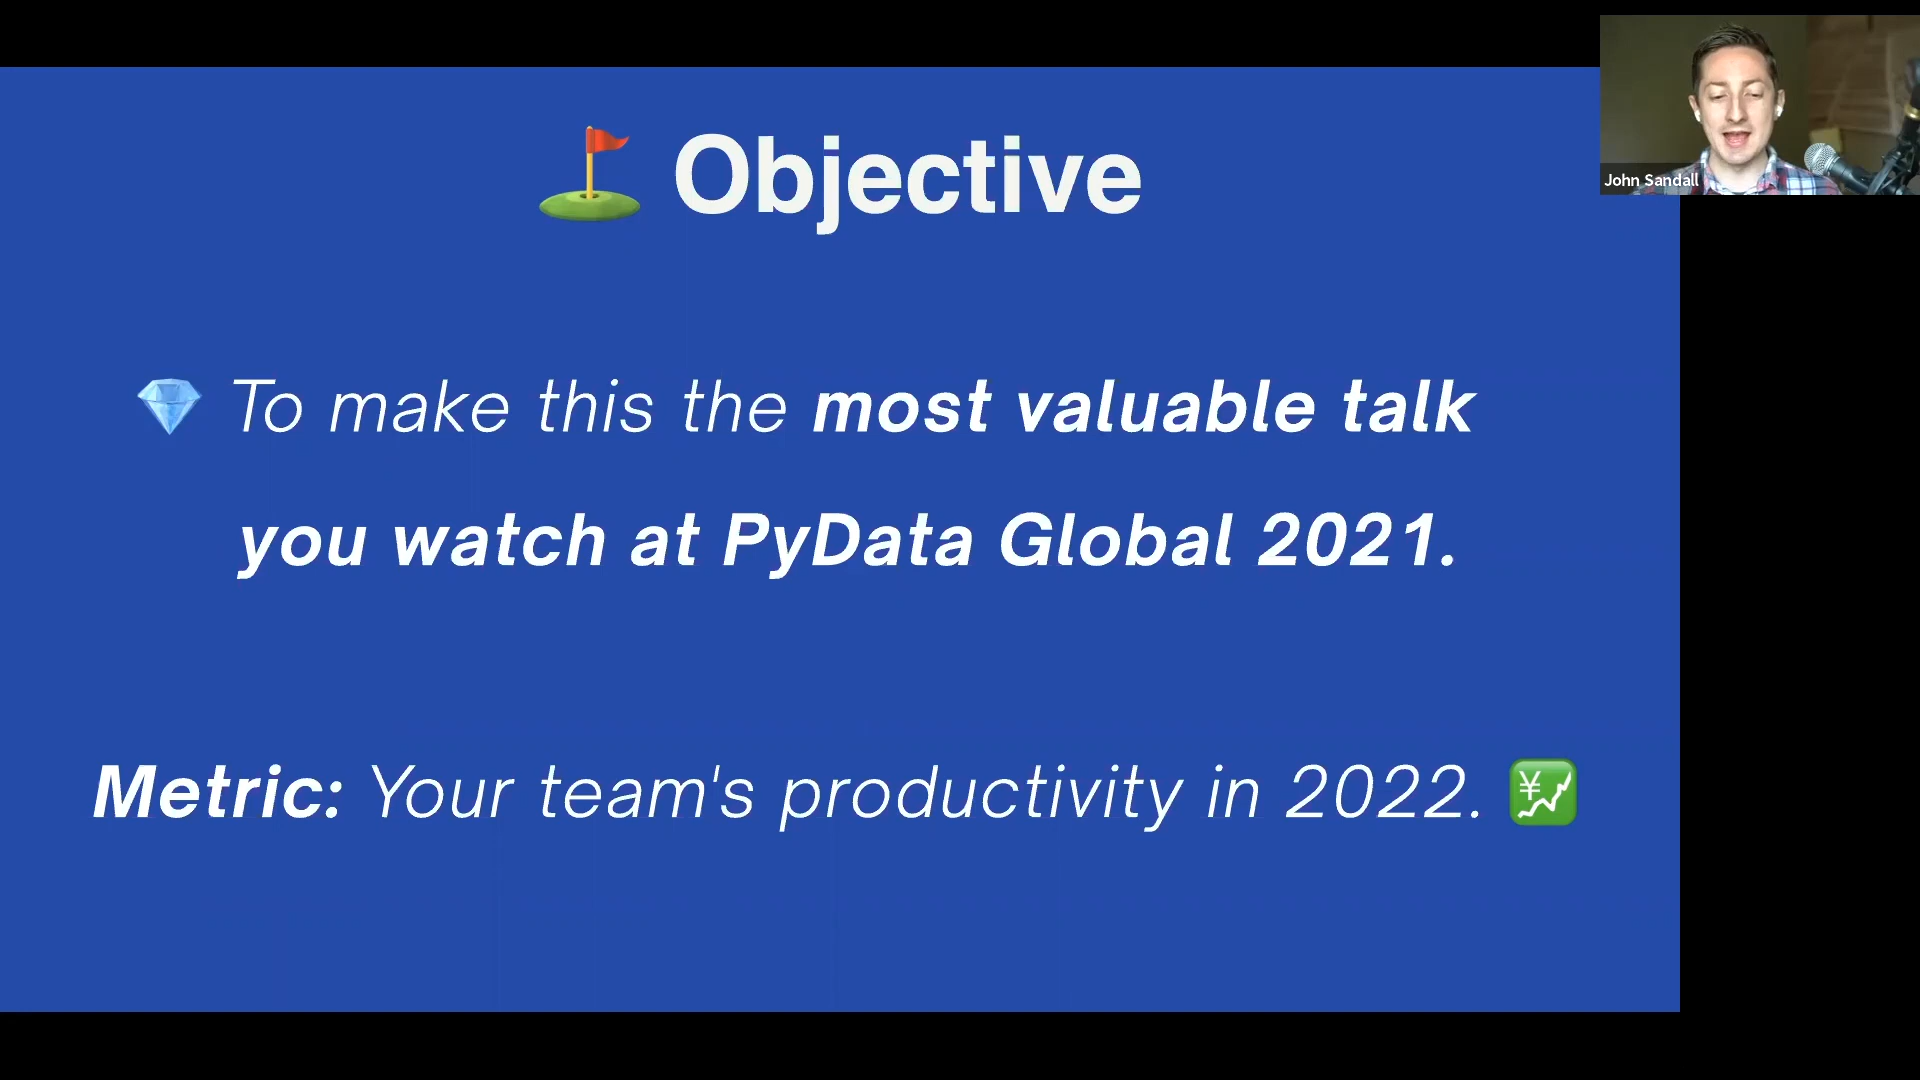 Objective
To make this the most valuable talk
you watch at PyData Global 2021.
Metric: Your team's productivity in 2022.
John Sandall